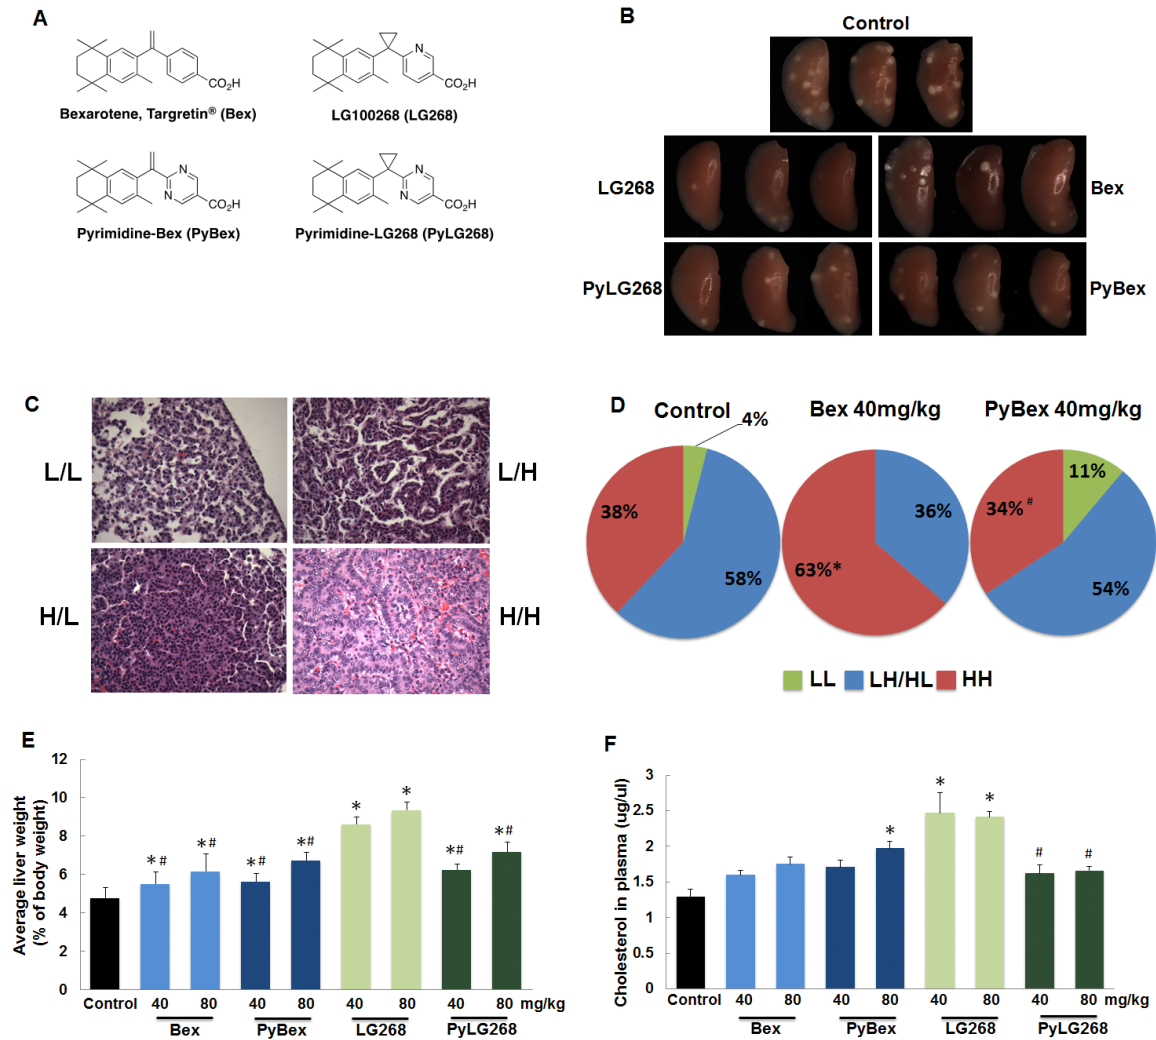 A
CO₂H
Bexarotene, Targretin® (Bex)
N
CO₂H
LG100268 (LG268)
N
N
CO₂H
Pyrimidine-Bex (PyBex)
N
N
CO₂H
Pyrimidine-LG268 (PyLG268)
B
Control
LG268
Bex
PyLG268
PyBex
C
L/L
L/H
H/L
H/H
D
Control
4%
38%
58%
Bex 40mg/kg
36%
63%*
PyBex 40mg/kg
11%
34% #
54%
LL LH/HL HH
E
Average liver weight
(% of body weight)
12
10
8
6
4
2
0
*#
*#
*#
*#
*
*
*#
*#
Control 40 80 40 80 40 80 40 80 mg/kg
Bex PyBex LG268 PyLG268
F
Cholesterol in plasma (ug/ul)
3
2.5
2
1.5
1
0.5
0
*
*
*
#
#
Control 40 80 40 80 40 80 40 80 mg/kg
Bex PyBex LG268 PyLG268